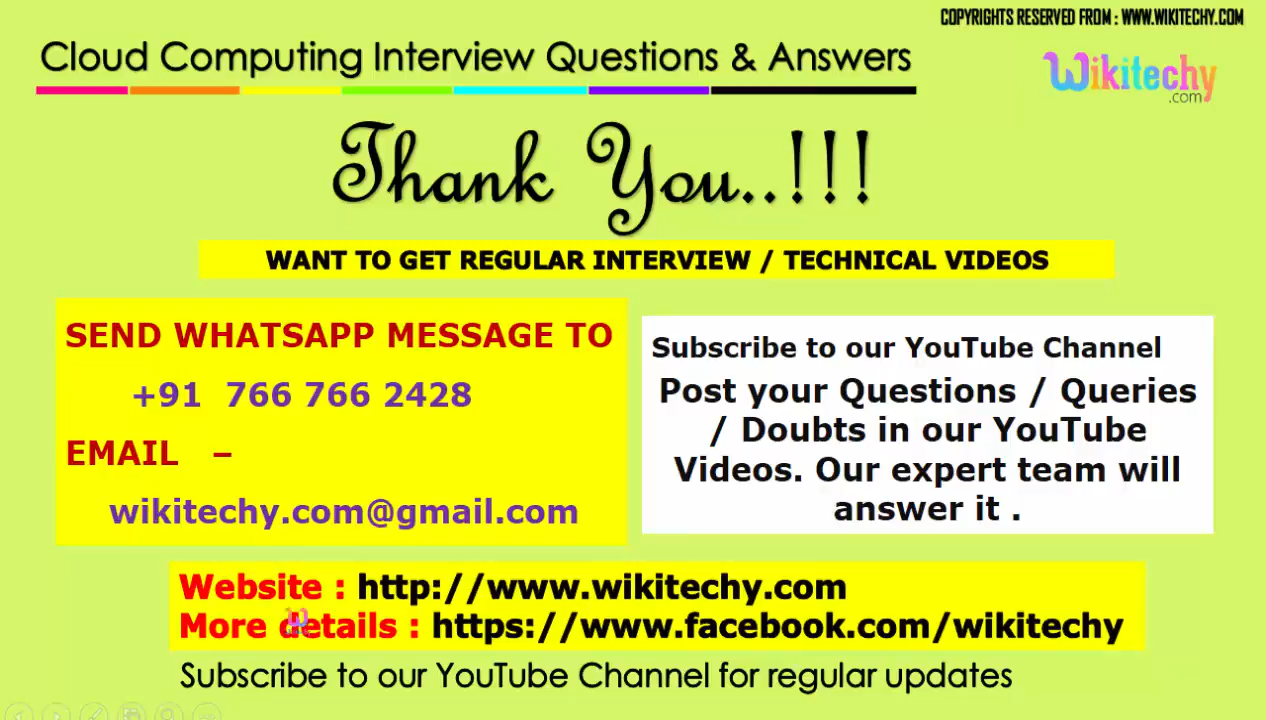 COPYRIGHTS RESERVED FROM : WWW.WIKITECHY.COM
Cloud Computing Interview Questions & Answers
Wikitechy
.com
Thank You..!!!
WANT TO GET REGULAR INTERVIEW / TECHNICAL VIDEOS
SEND WHATSAPP MESSAGE TO
+91 766 766 2428
EMAIL –
wikitechy.com@gmail.com
Subscribe to our YouTube Channel
Post your Questions / Queries
/ Doubts in our YouTube
Videos. Our expert team will
answer it .
Website : http://www.wikitechy.com
More details : https://www.facebook.com/wikitechy
Subscribe to our YouTube Channel for regular updates